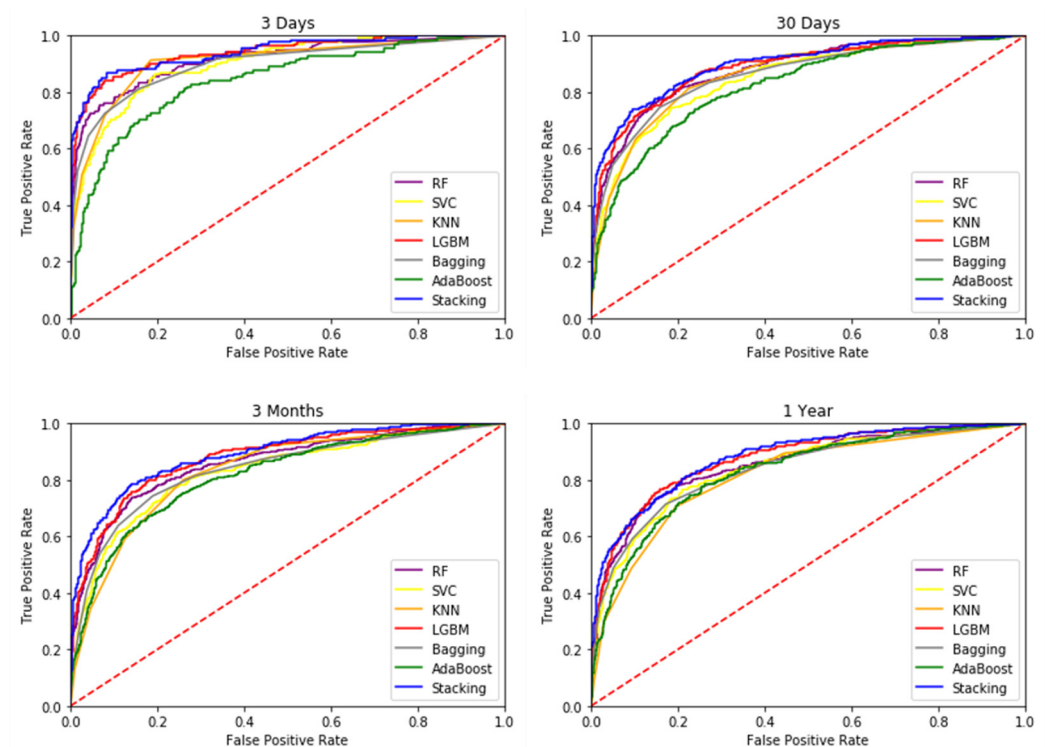 3 Days
True Positive Rate
1.0
0.8
0.6
0.4
0.2
0.0
RF
SVC
KNN
LGBM
Bagging
AdaBoost
Stacking
0.0 0.2 0.4 0.6 0.8 1.0
False Positive Rate
30 Days
True Positive Rate
1.0
0.8
0.6
0.4
0.2
0.0
RF
SVC
KNN
LGBM
Bagging
AdaBoost
Stacking
0.0 0.2 0.4 0.6 0.8 1.0
False Positive Rate
3 Months
True Positive Rate
1.0
0.8
0.6
0.4
0.2
0.0
RF
SVC
KNN
LGBM
Bagging
AdaBoost
Stacking
0.0 0.2 0.4 0.6 0.8 1.0
False Positive Rate
1 Year
True Positive Rate
1.0
0.8
0.6
0.4
0.2
0.0
RF
SVC
KNN
LGBM
Bagging
AdaBoost
Stacking
0.0 0.2 0.4 0.6 0.8 1.0
False Positive Rate